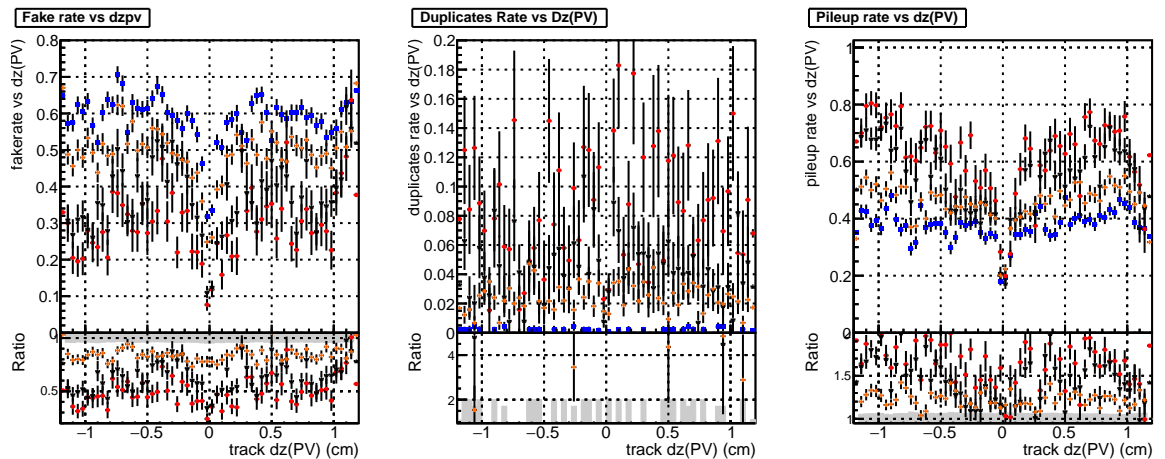 Fake rate vs dzpv
fakerate vs dz(PV)
0.8
0.7
0.6
0.5
0.4
0.3
0.2
0.1
0
Ratio
0.5
−1 −0.5 0 0.5 1
track dz(PV) (cm)
Duplicates Rate vs Dz(PV)
duplicates rate vs dz(PV)
0.2
0.18
0.16
0.14
0.12
0.1
0.08
0.06
0.04
0.02
0
Ratio
4
2
−1 −0.5 0 0.5 1
track dz(PV) (cm)
Pileup rate vs dz(PV)
pileup rate vs dz(PV)
1
0.8
0.6
0.4
0.2
0
Ratio
1.5
1
−1 −0.5 0 0.5 1
track dz(PV) (cm)